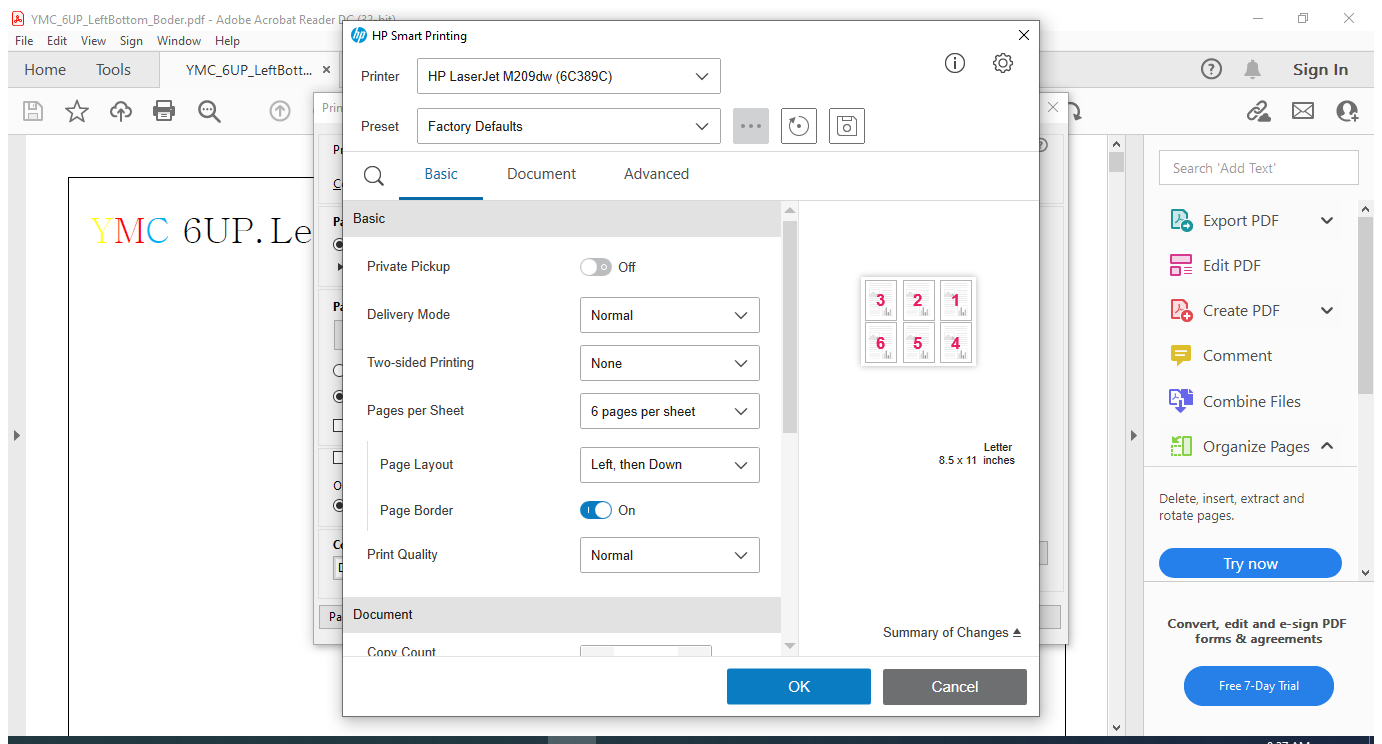 YMC_6UP_LeftBottom_Boder.pdf - Adobe Acrobat Reader DC (32-bit)
File Edit View Sign Window Help
Home Tools YMC_6UP_LeftBott... ×
Sign In
Prin
YMC 6UP.Le
HP Smart Printing
Printer HP LaserJet M209dw (6C389C)
Preset Factory Defaults
Basic Document Advanced
Basic
Private Pickup Off
Delivery Mode Normal
Two-sided Printing None
Pages per Sheet 6 pages per sheet
Page Layout Left, then Down
Page Border On
Print Quality Normal
Document
Copy Count
3 2 1
6 5 4
Letter
8.5 x 11 inches
Summary of Changes
OK Cancel
Pa
Search 'Add Text'
Export PDF
Edit PDF
Create PDF
Comment
Combine Files
Organize Pages
Delete, insert, extract and
rotate pages.
Try now
Convert, edit and e-sign PDF
forms & agreements
Free 7-Day Trial